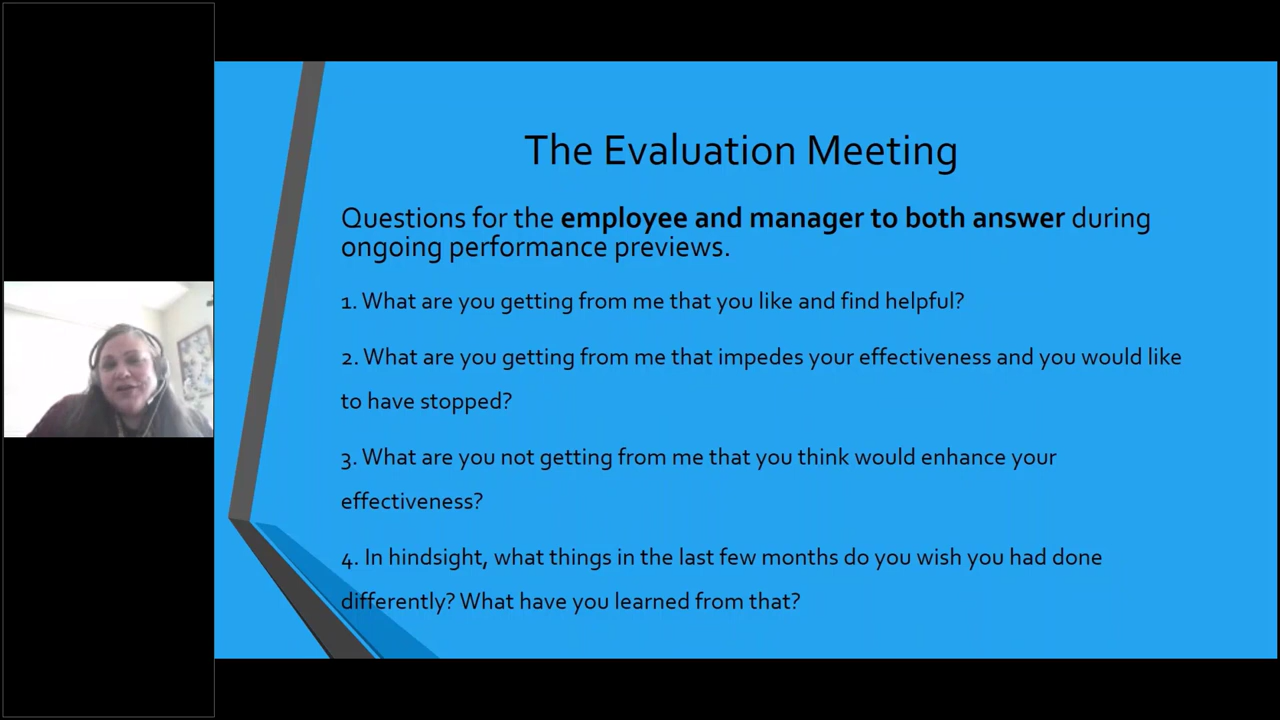 The Evaluation Meeting
Questions for the employee and manager to both answer during
ongoing performance previews.
1. What are you getting from me that you like and find helpful?
2. What are you getting from me that impedes your effectiveness and you would like
to have stopped?
3. What are you not getting from me that you think would enhance your
effectiveness?
4. In hindsight, what things in the last few months do you wish you had done
differently? What have you learned from that?